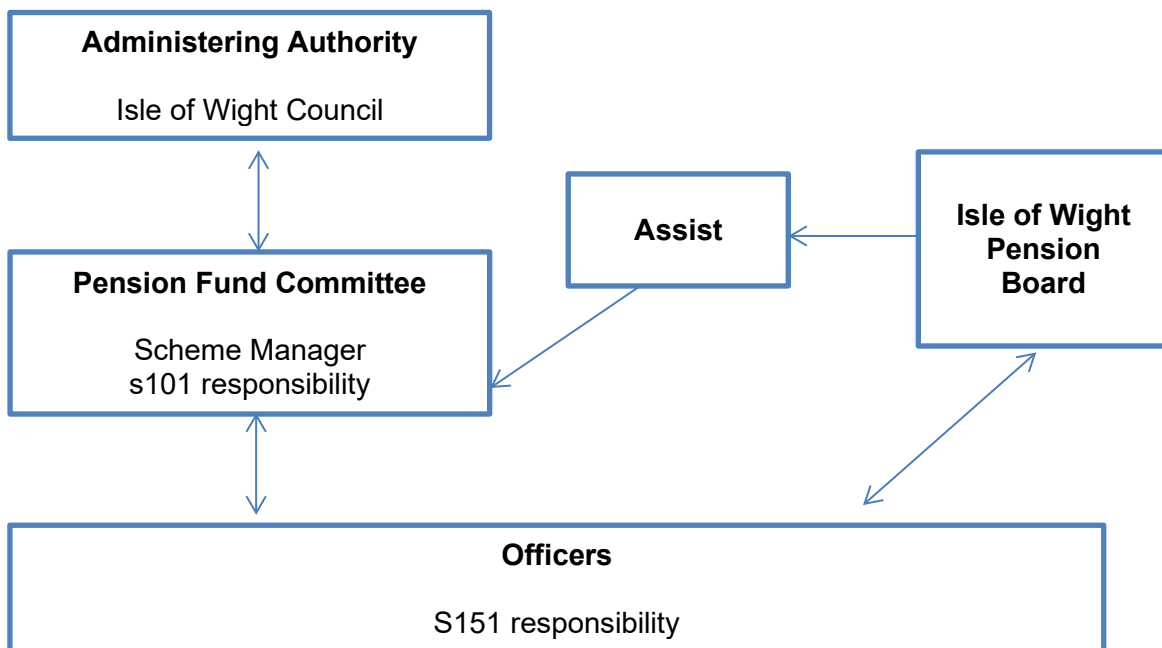 Administering Authority
Isle of Wight Council
Pension Fund Committee
Scheme Manager
s101 responsibility
Assist
Isle of Wight
Pension
Board
Officers
S151 responsibility